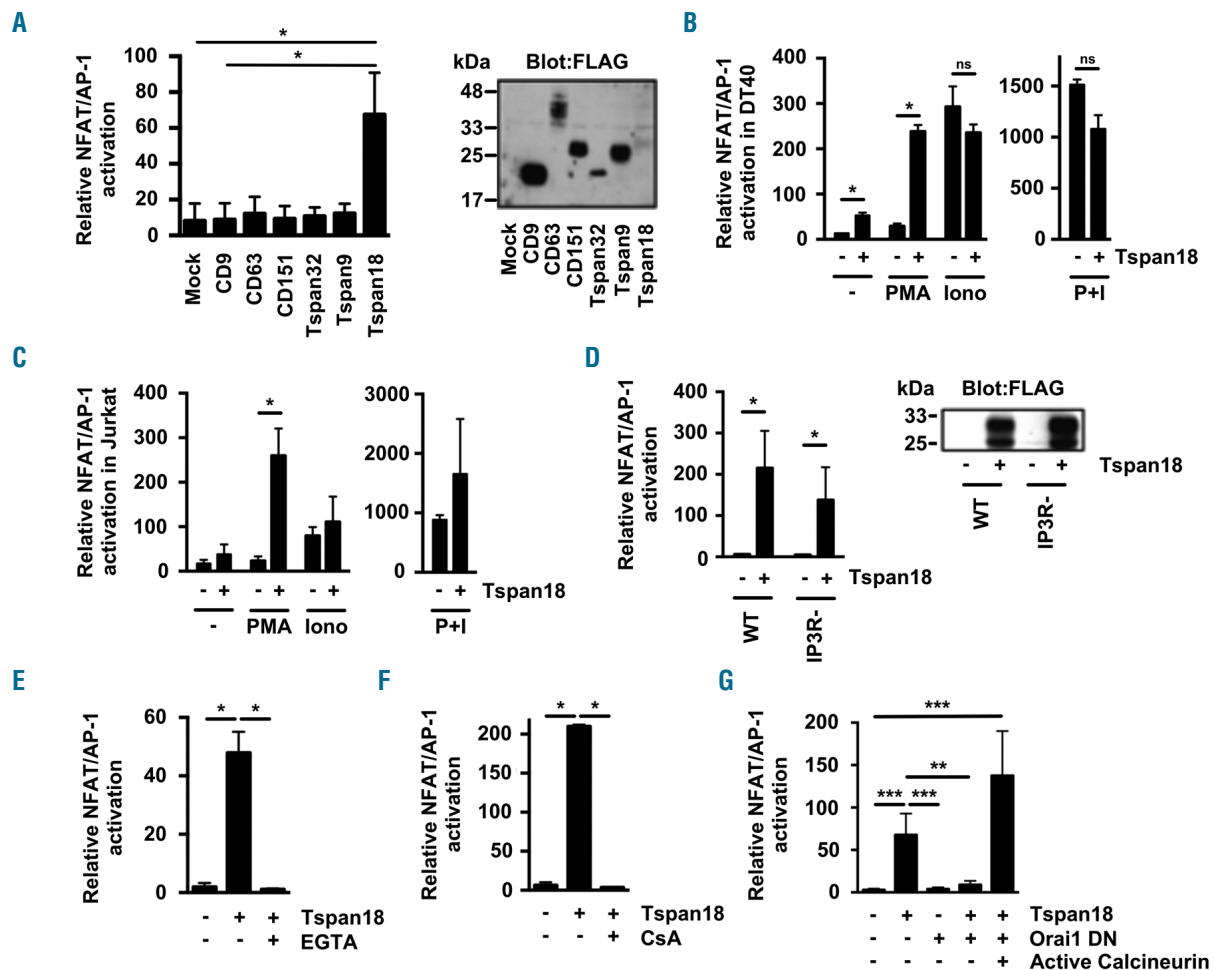 A
Relative NFAT/AP-1
activation
100
80
60
40
20
0
*
*
Mock
CD9
CD63
CD151
Tspan32
Tspan9
Tspan18
kDa Blot:FLAG
48
33
25
17
Mock
CD9
CD63
CD151
Tspan32
Tspan9
Tspan18
B
Relative NFAT/AP-1
activation in DT40
400
300
200
100
0
*
*
ns
1500
1000
500
0
ns
- + - + - + - + Tspan18
- PMA Iono P+I
C
Relative NFAT/AP-1
activation in Jurkat
400
300
200
100
0
*
3000
2000
1000
0
- + - + - + - + Tspan18
- PMA Iono P+I
D
Relative NFAT/AP-1
activation
400
300
200
100
0
*
*
- + - + Tspan18
WT
IP3R-
kDa Blot:FLAG
33
25
- + - + Tspan18
WT
IP3R-
E
Relative NFAT/AP-1
activation
60
40
20
0
* *
- + + Tspan18
- - + EGTA
F
Relative NFAT/AP-1
activation
200
150
100
50
0
* *
- + + Tspan18
- - + CsA
G
Relative NFAT/AP-1
activation
200
150
100
50
0
***
**
*** ***
- + - + + Tspan18
- - + + + Orai1 DN
- - - - + Active Calcineurin